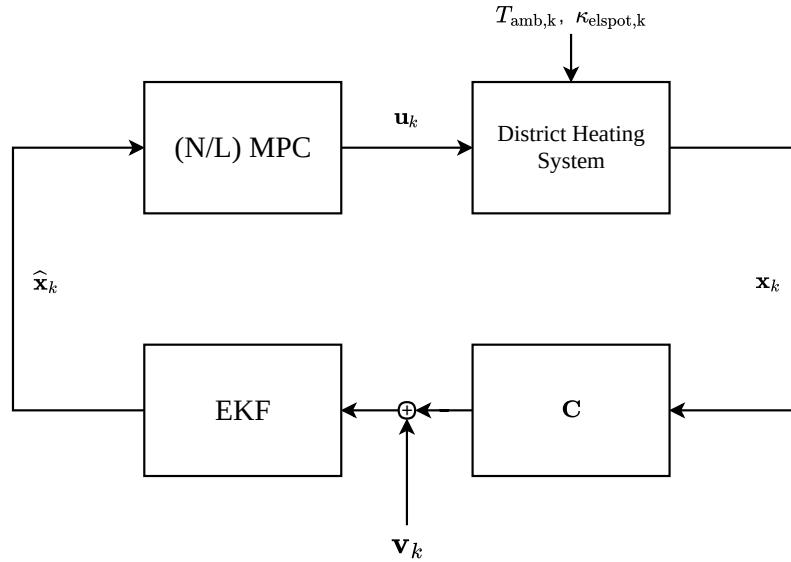 T_amb,k, κ_elspot,k
(N/L) MPC
u_k
District Heating
System
x̂_k
x_k
EKF
+
-
C
v_k